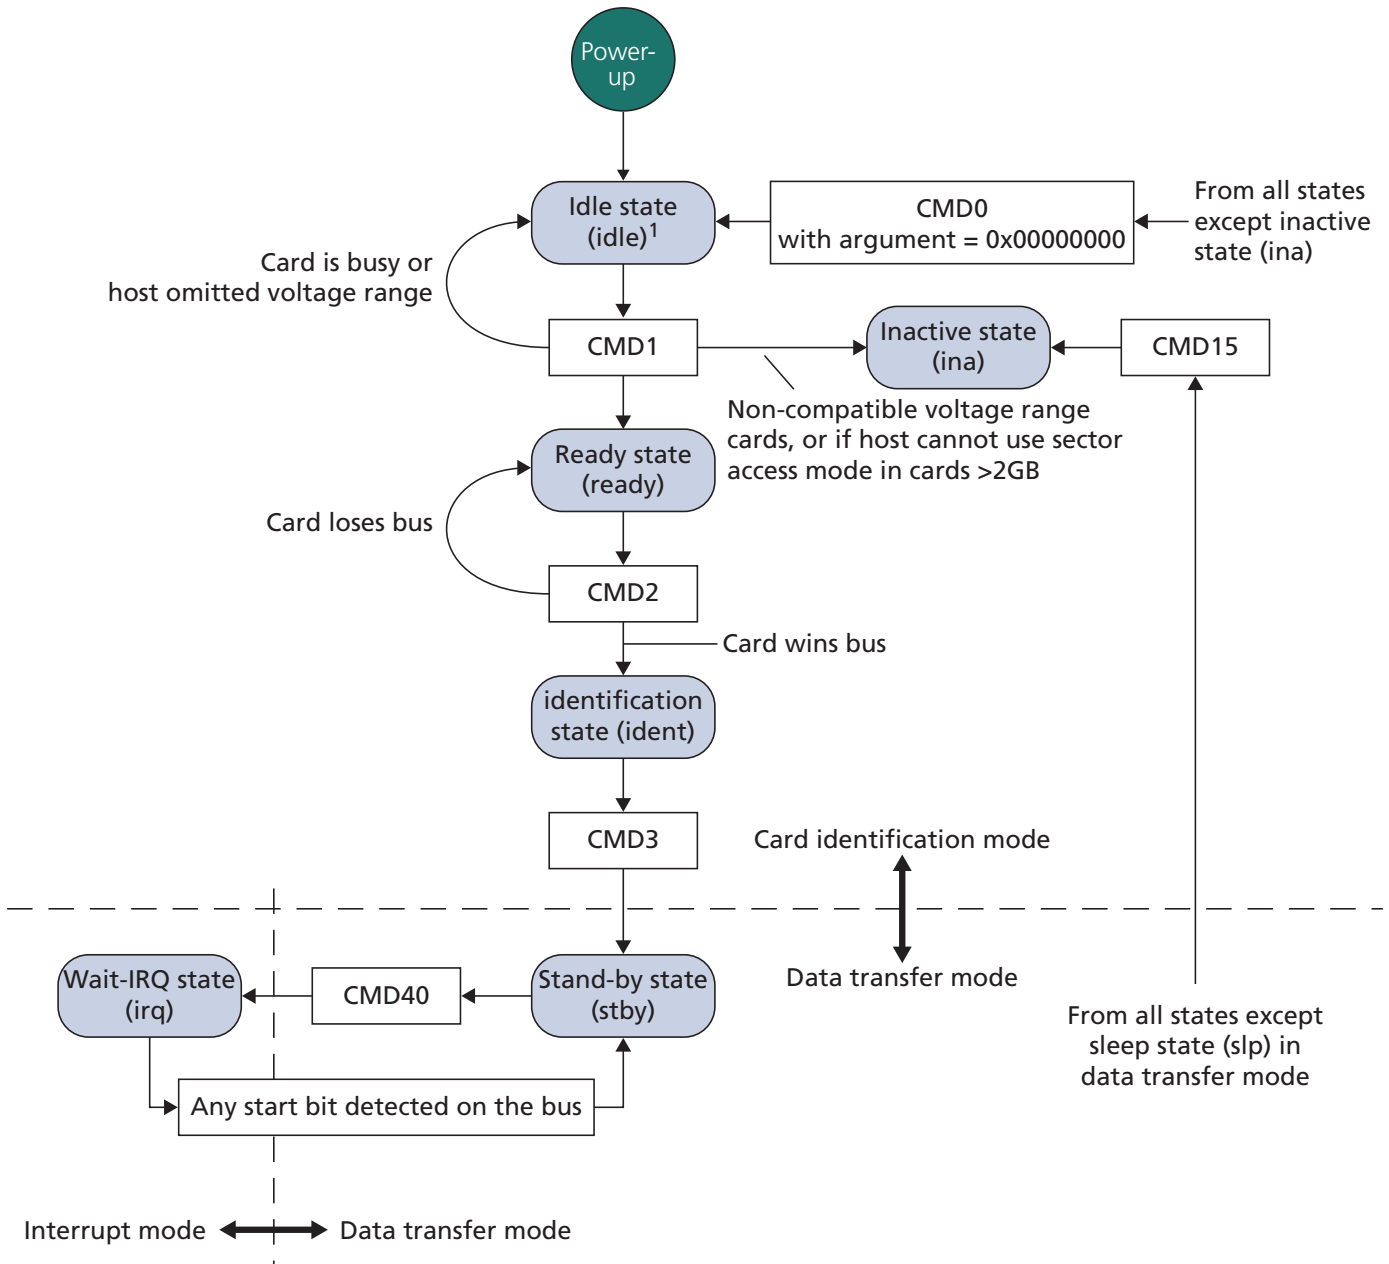 Power-
up
Idle state
(idle)1
CMD0
with argument = 0x00000000
From all states
except inactive
state (ina)
Card is busy or
host omitted voltage range
CMD1
Inactive state
(ina)
CMD15
Non-compatible voltage range
cards, or if host cannot use sector
access mode in cards >2GB
Ready state
(ready)
Card loses bus
CMD2
Card wins bus
identification
state (ident)
CMD3
Card identification mode
Data transfer mode
Wait-IRQ state
(irq)
CMD40
Stand-by state
(stby)
From all states except
sleep state (slp) in
data transfer mode
Any start bit detected on the bus
Interrupt mode
Data transfer mode